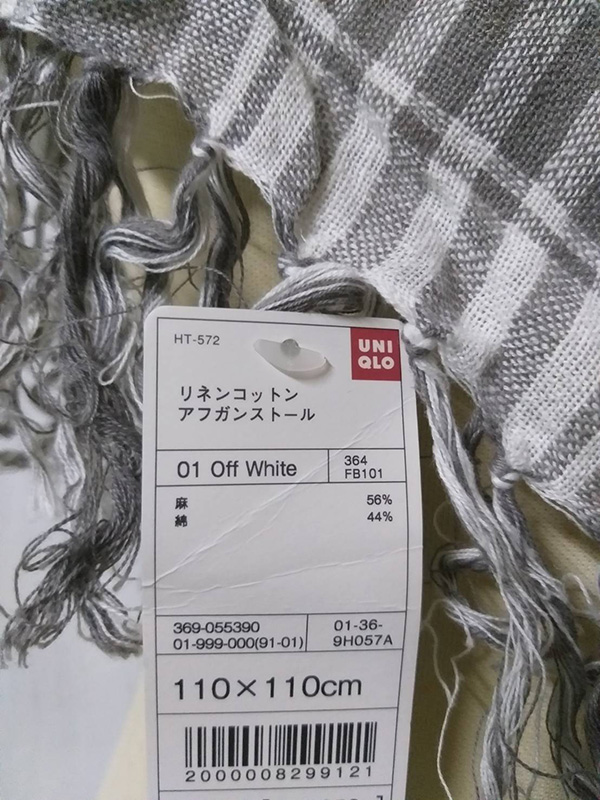 HT-572
UNI
QLO
リネンコットン
アフガンストール
01 Off White
364
FB101
麻 56%
綿 44%
369-055390
01-999-000(91-01)
01-36-
9H057A
110×110cm
2000008299121